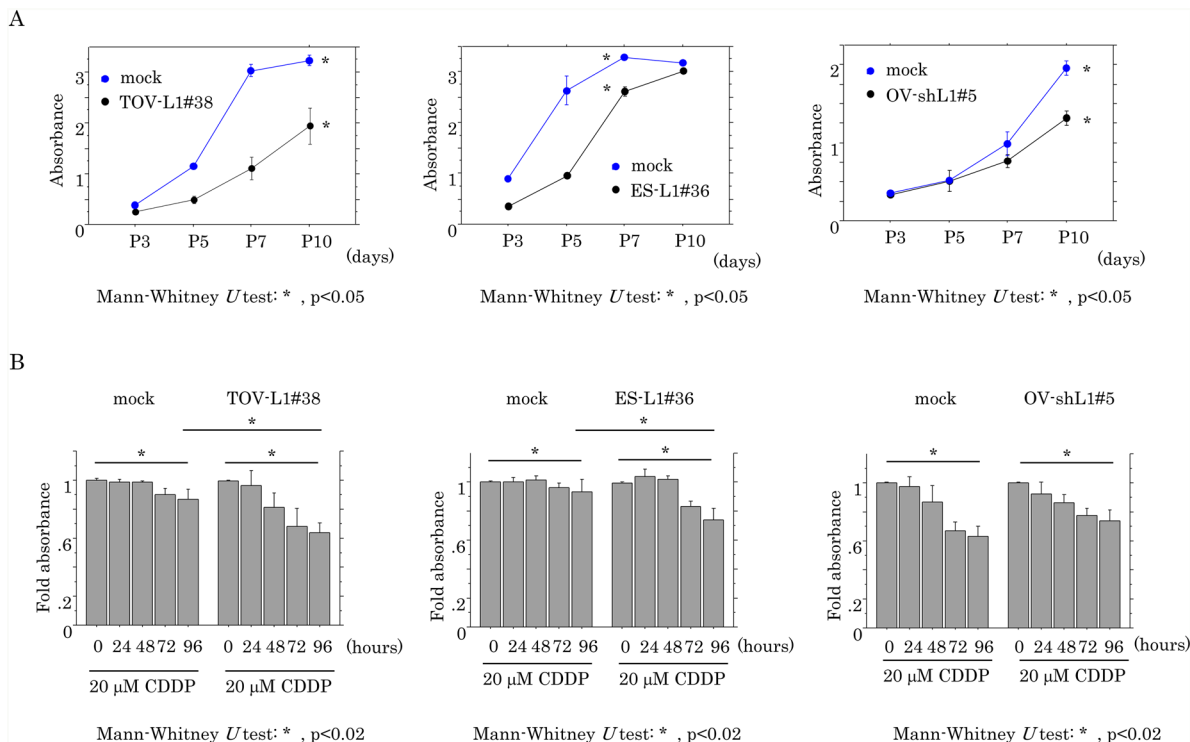 A
mock
TOV-L1#38
Absorbance
3
2
1
0
*
*
P3 P5 P7 P10
(days)
Mann-Whitney U test: * , p<0.05
mock
ES-L1#36
Absorbance
3
2
1
0
*
*
P3 P5 P7 P10
(days)
Mann-Whitney U test: * , p<0.05
mock
OV-shL1#5
Absorbance
2
1
0
*
*
P3 P5 P7 P10
(days)
Mann-Whitney U test: * , p<0.05
B
mock TOV-L1#38
*
* *
Fold absorbance
1
.6
.2
0
0 24 48 72 96 0 24 48 72 96 (hours)
20 μM CDDP 20 μM CDDP
Mann-Whitney U test: * , p<0.02
mock ES-L1#36
*
* *
Fold absorbance
1
.6
.2
0
0 24 48 72 96 0 24 48 72 96 (hours)
20 μM CDDP 20 μM CDDP
Mann-Whitney U test: * , p<0.02
mock OV-shL1#5
* *
Fold absorbance
1
.6
.2
0
0 24 48 72 96 0 24 48 72 96 (hours)
20 μM CDDP 20 μM CDDP
Mann-Whitney U test: * , p<0.02